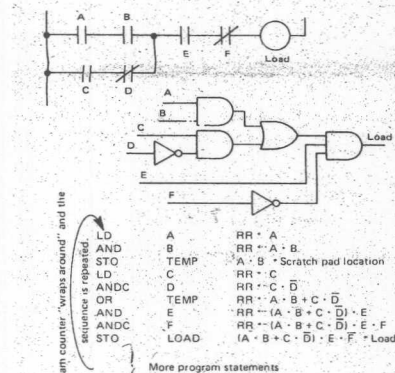 A B
E F
Load
C D
A
B
C
D
E
F
Load
LD A RR ← A
AND B RR ← A · B
STO TEMP A · B → Scratch pad location
LD C RR ← C
ANDC D RR ← C · D̅
OR TEMP RR ← A · B + C · D̅
AND E RR ← (A · B + C · D̅) · E
ANDC F RR ← (A · B + C · D̅) · E · F
STO LOAD (A · B + C · D̅) · E · F̅ → Load
More program statements
am counter "wraps around" and the
sequence is repeated.